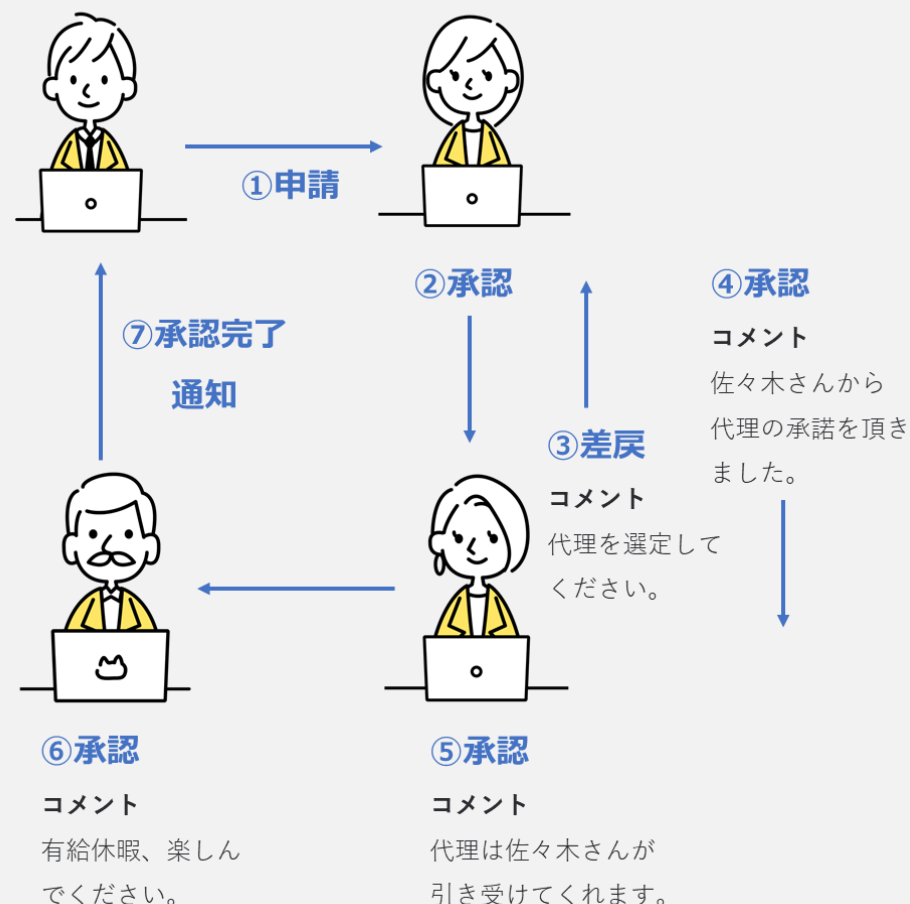 ①申請
②承認
③差戻
コメント
代理を選定して
ください。
④承認
コメント
佐々木さんから
代理の承諾を頂き
ました。
⑤承認
コメント
代理は佐々木さんが
引き受けてくれます。
⑥承認
コメント
有給休暇、楽しん
でください。
⑦承認完了
通知